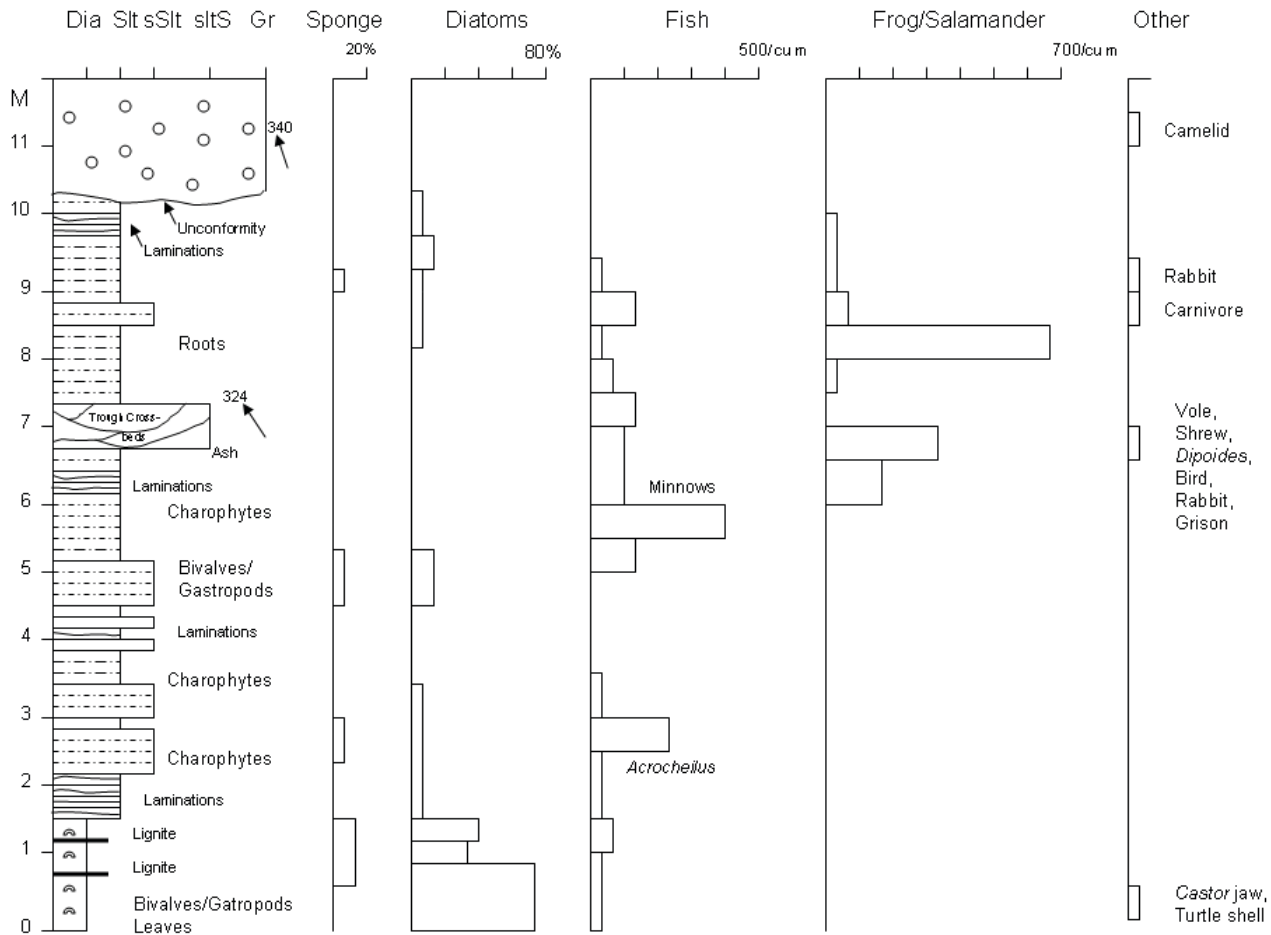 Dia Slt sSlt sltS Gr Sponge Diatoms Fish Frog/Salamander Other
20% 80% 500/cu m 700/cu m
M
11
10
9
8
7
6
5
4
3
2
1
0
340
Unconformity
Laminations
Roots
324
Trough Cross-
beds
Ash
Laminations
Charophytes
Bivalves/
Gastropods
Laminations
Charophytes
Charophytes
Laminations
Lignite
Lignite
Bivalves/Gatropods
Leaves
Minnows
Acrocheilus
Camelid
Rabbit
Carnivore
Vole,
Shrew,
Dipoides,
Bird,
Rabbit,
Grison
Castor jaw,
Turtle shell